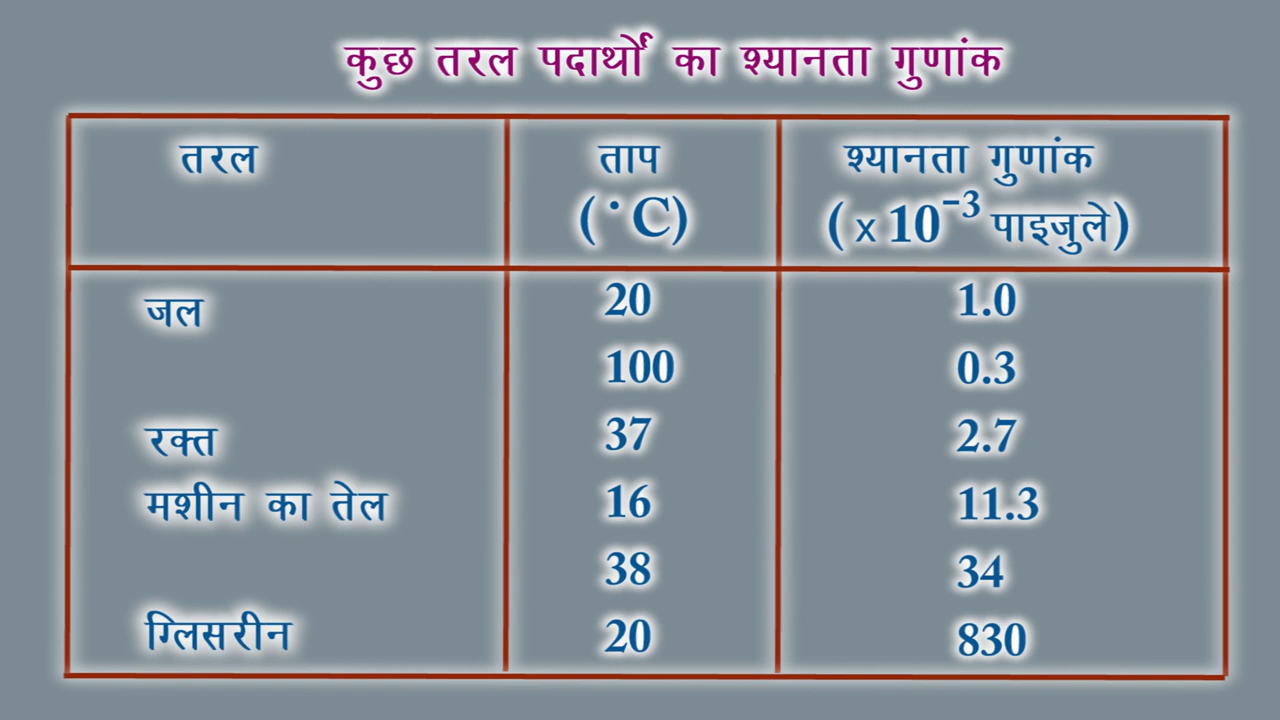 कुछ तरल पदार्थों का श्यानता गुणांक
तरल ताप श्यानता गुणांक
(˙C) (x 10⁻³ पाइजुले)
जल 20 1.0
100 0.3
रक्त 37 2.7
मशीन का तेल 16 11.3
38 34
ग्लिसरीन 20 830